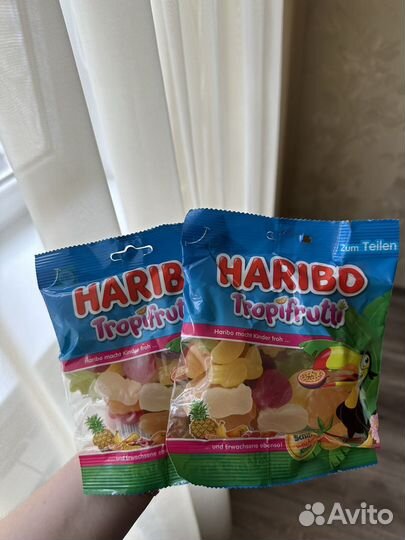 HARIBO
Tropifrutti
Haribo macht Kinder froh ...
...und Erwachsene ebenso!
Zum Teilen
HARIBO
Tropifrutti
Haribo macht Kinder froh ...
...und Erwachsene ebenso!
Avito